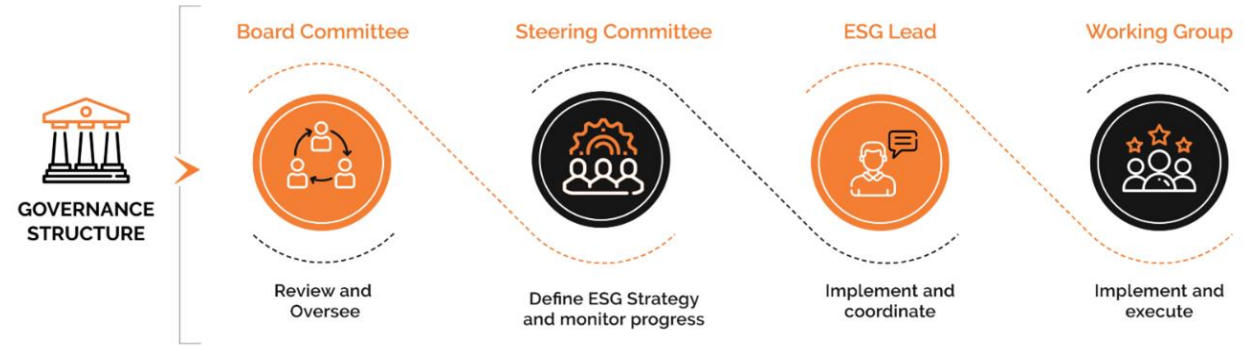 GOVERNANCE
STRUCTURE
Board Committee
Review and
Oversee
Steering Committee
Define ESG Strategy
and monitor progress
ESG Lead
Implement and
coordinate
Working Group
Implement and
execute